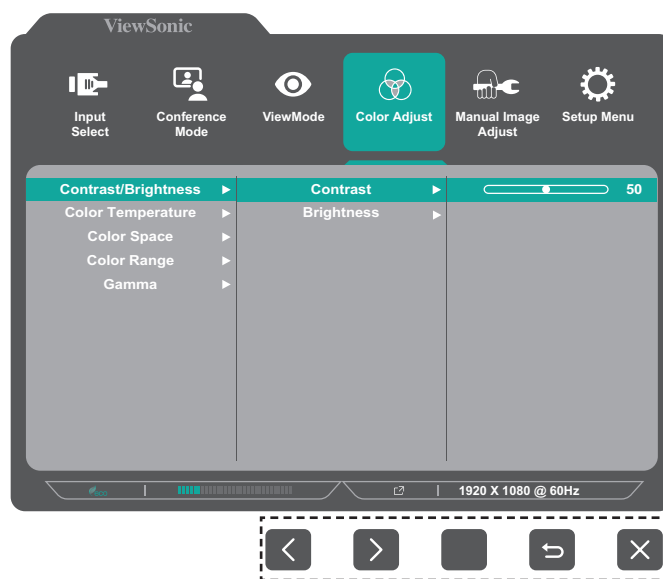 ViewSonic
Input
Select
Conference
Mode
ViewMode
Color Adjust
Manual Image
Adjust
Setup Menu
Contrast/Brightness
Contrast
50
Color Temperature
Brightness
Color Space
Color Range
Gamma
eco
1920 X 1080 @ 60Hz